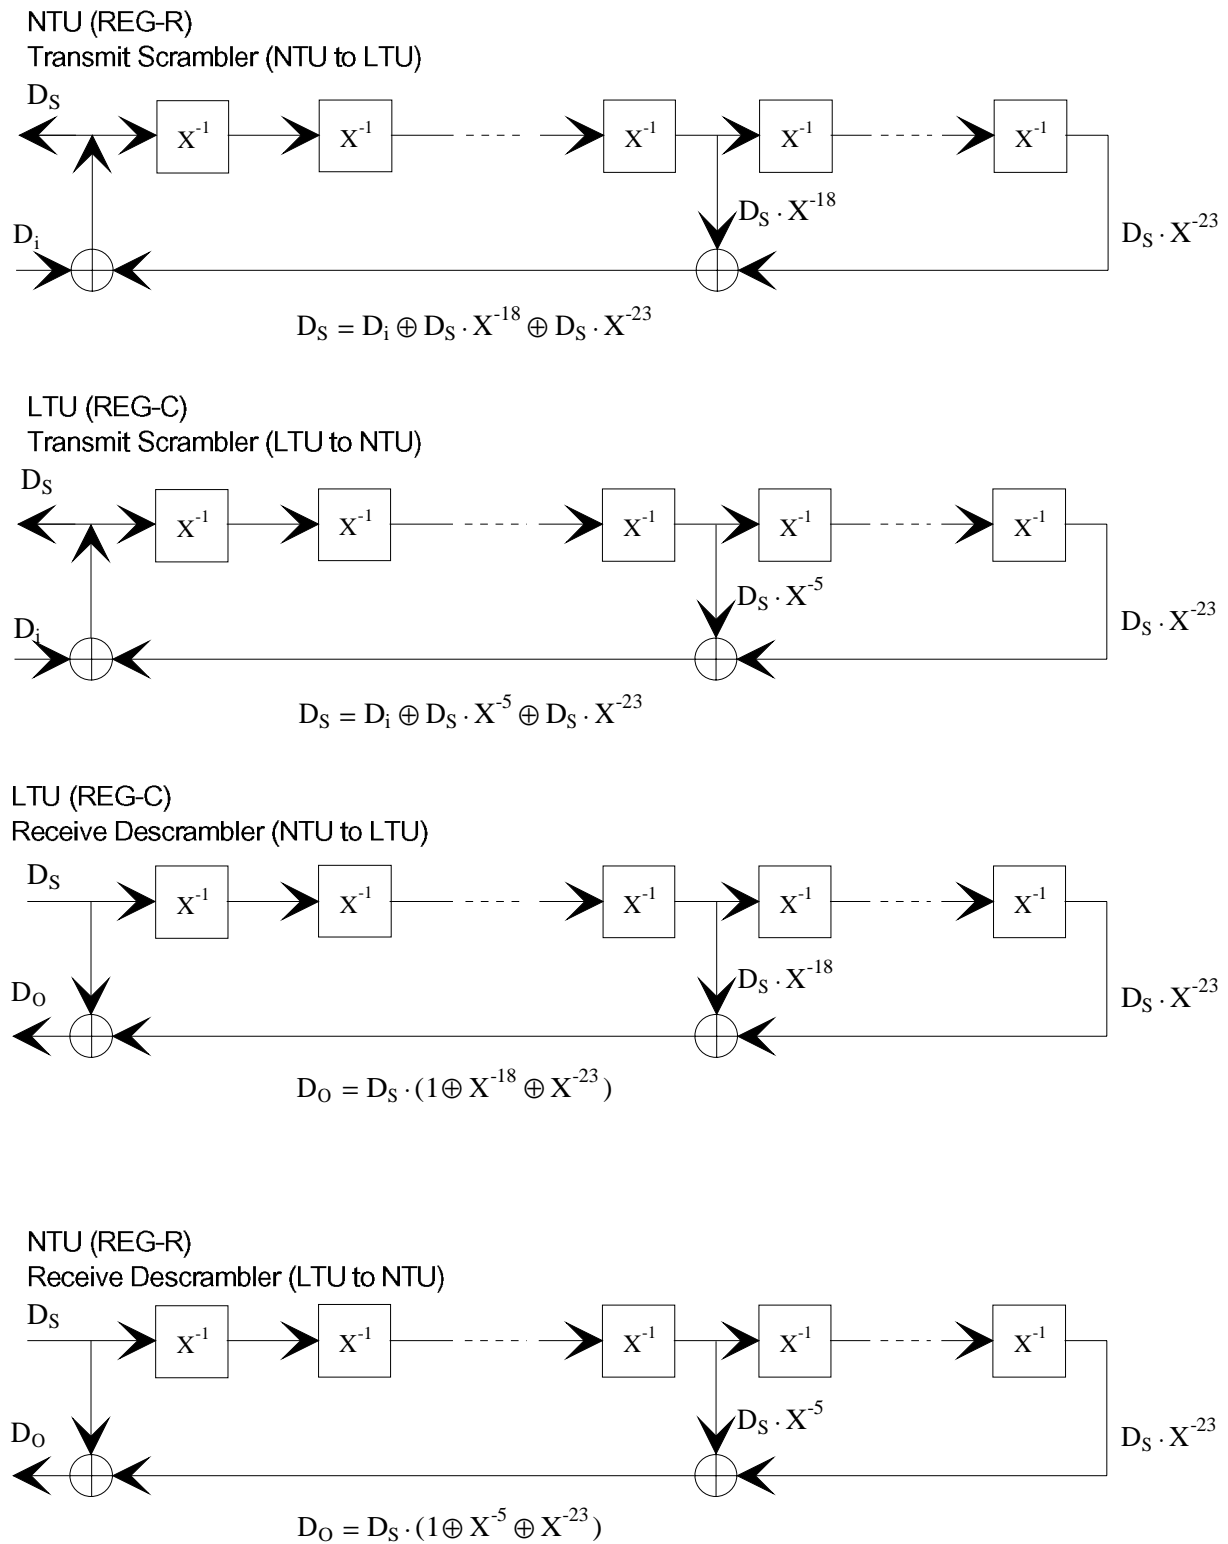 NTU (REG-R)
Transmit Scrambler (NTU to LTU)
D_S
X^-1 X^-1 X^-1 X^-1 X^-1
D_S · X^-18
D_i
D_S · X^-23
D_S = D_i ⊕ D_S · X^-18 ⊕ D_S · X^-23
LTU (REG-C)
Transmit Scrambler (LTU to NTU)
D_S
X^-1 X^-1 X^-1 X^-1 X^-1
D_S · X^-5
D_i
D_S · X^-23
D_S = D_i ⊕ D_S · X^-5 ⊕ D_S · X^-23
LTU (REG-C)
Receive Descrambler (NTU to LTU)
D_S
X^-1 X^-1 X^-1 X^-1 X^-1
D_S · X^-18
D_O
D_S · X^-23
D_O = D_S · (1 ⊕ X^-18 ⊕ X^-23)
NTU (REG-R)
Receive Descrambler (LTU to NTU)
D_S
X^-1 X^-1 X^-1 X^-1 X^-1
D_S · X^-5
D_O
D_S · X^-23
D_O = D_S · (1 ⊕ X^-5 ⊕ X^-23)